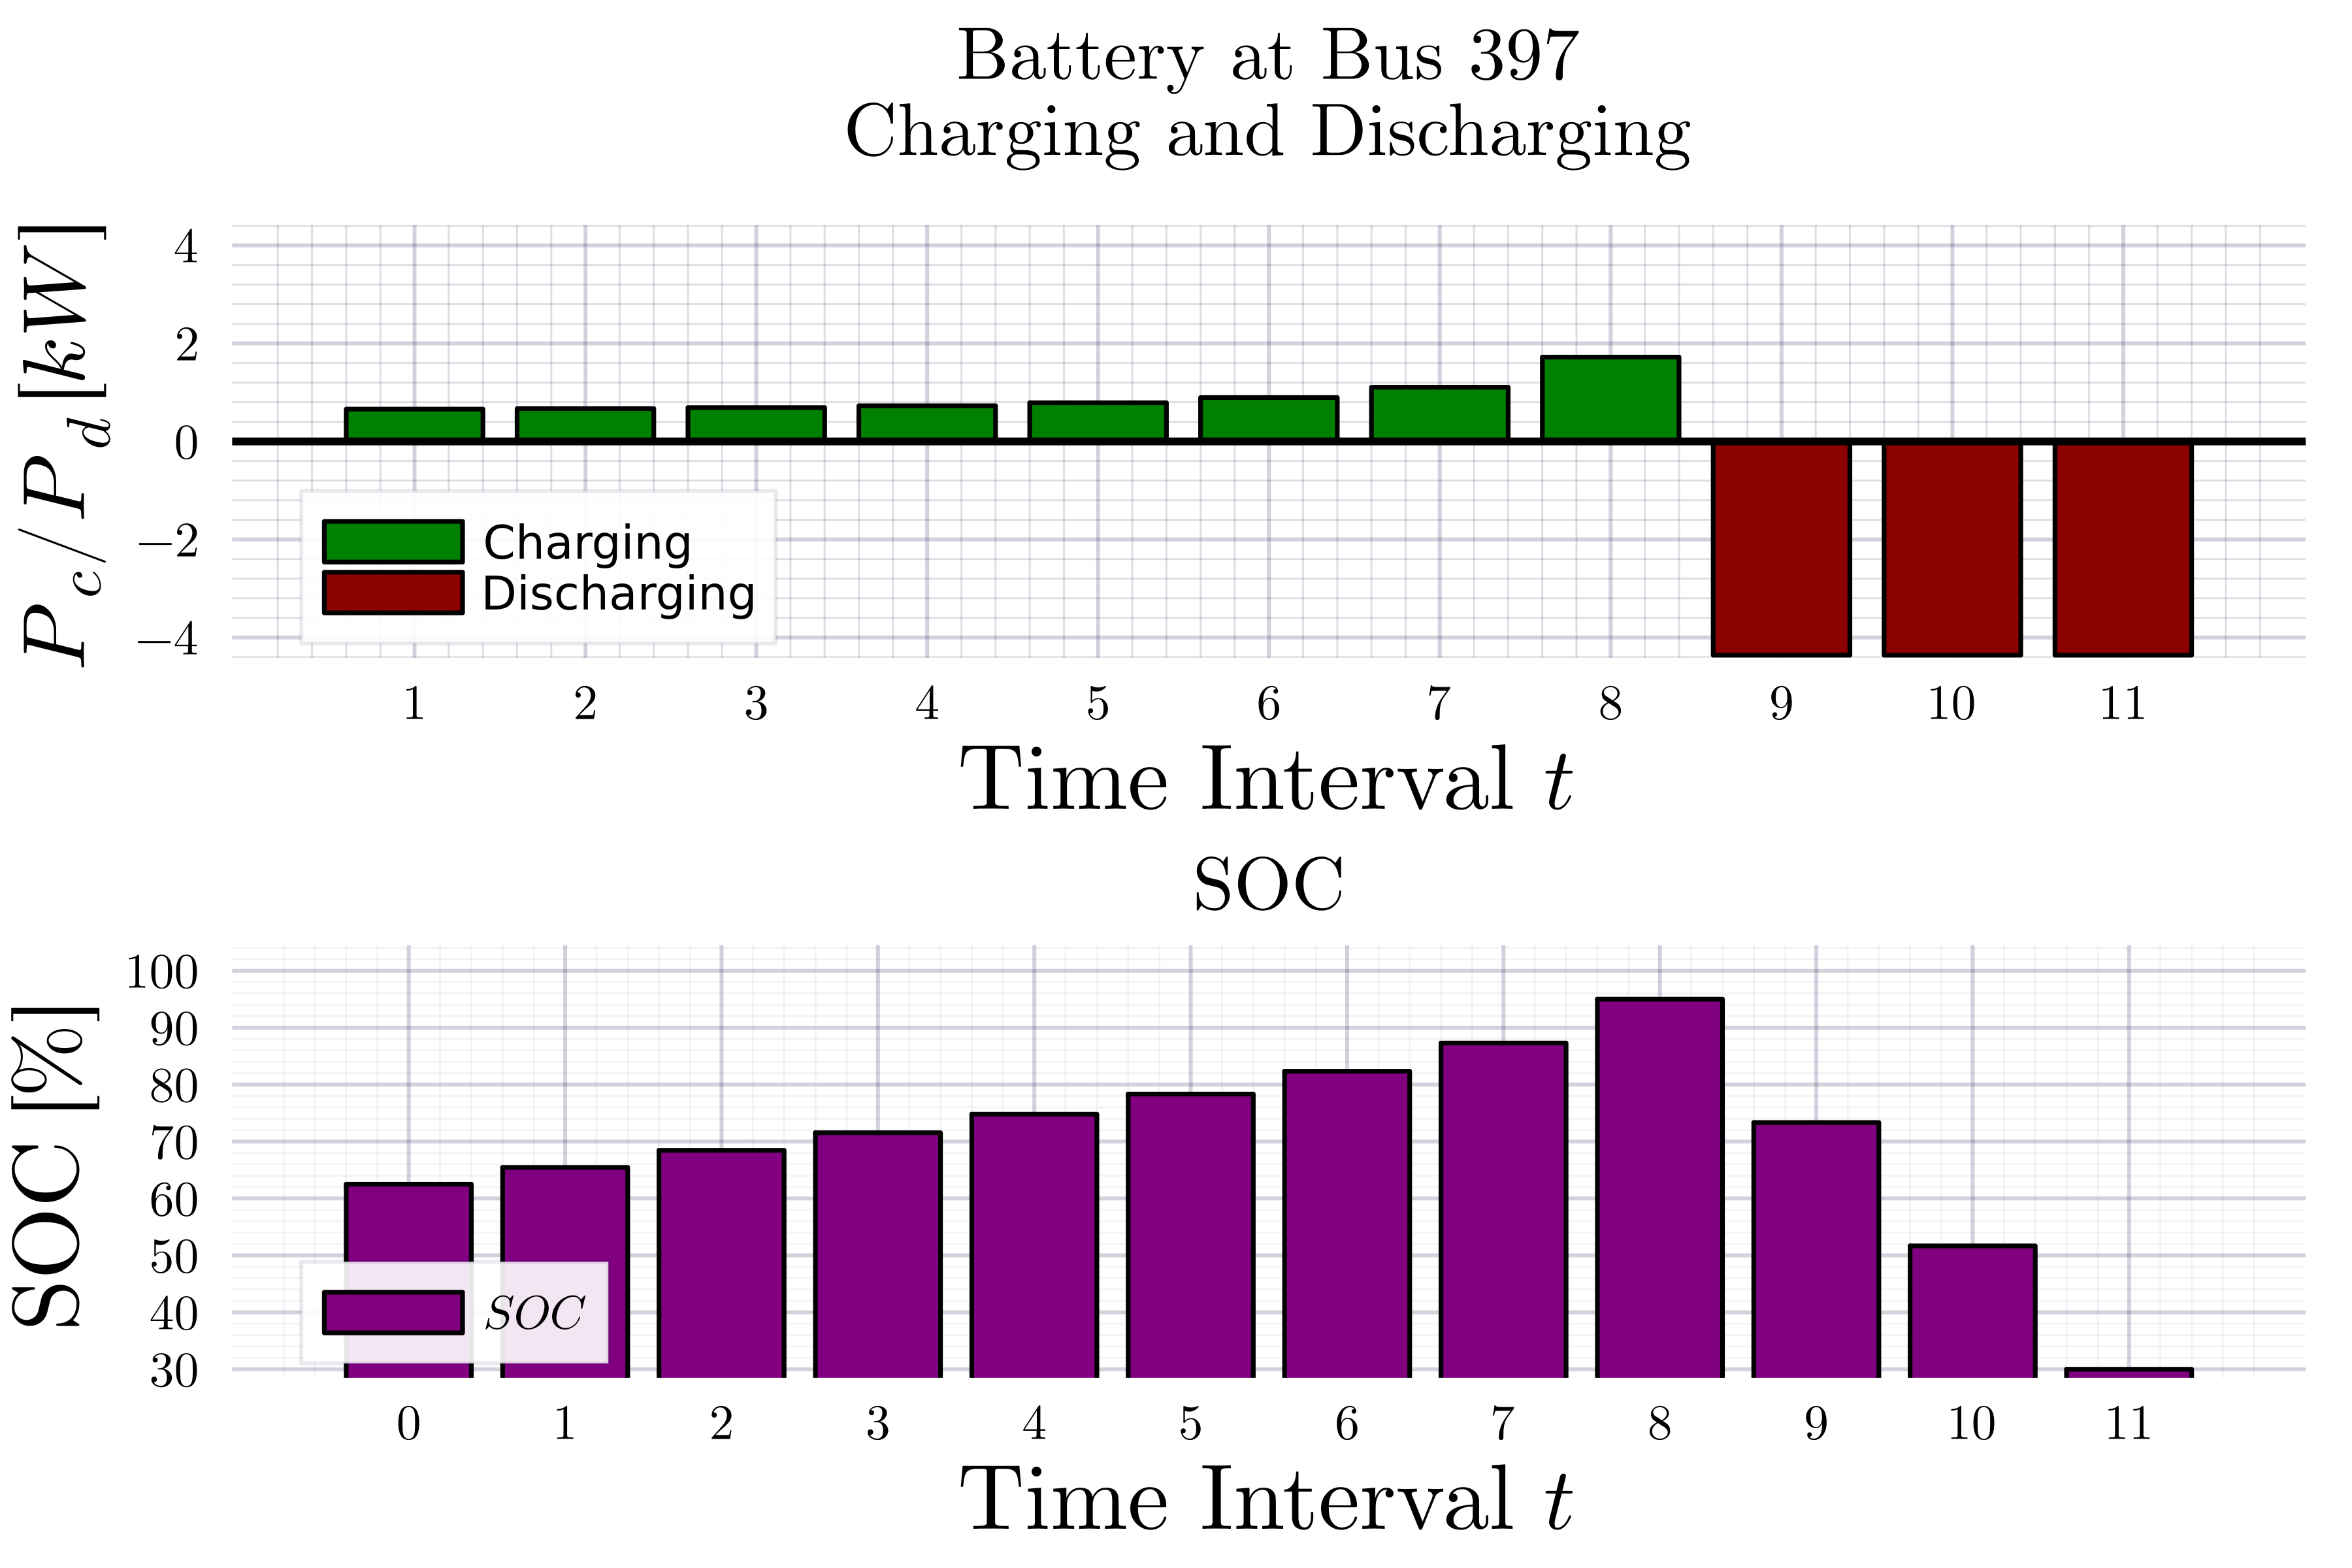 Battery at Bus 397
Charging and Discharging
P_c/P_d [kW]
4
2
0
−2
−4
Charging
Discharging
1 2 3 4 5 6 7 8 9 10 11
Time Interval t
SOC
SOC [%]
100
90
80
70
60
50
40
30
SOC
0 1 2 3 4 5 6 7 8 9 10 11
Time Interval t